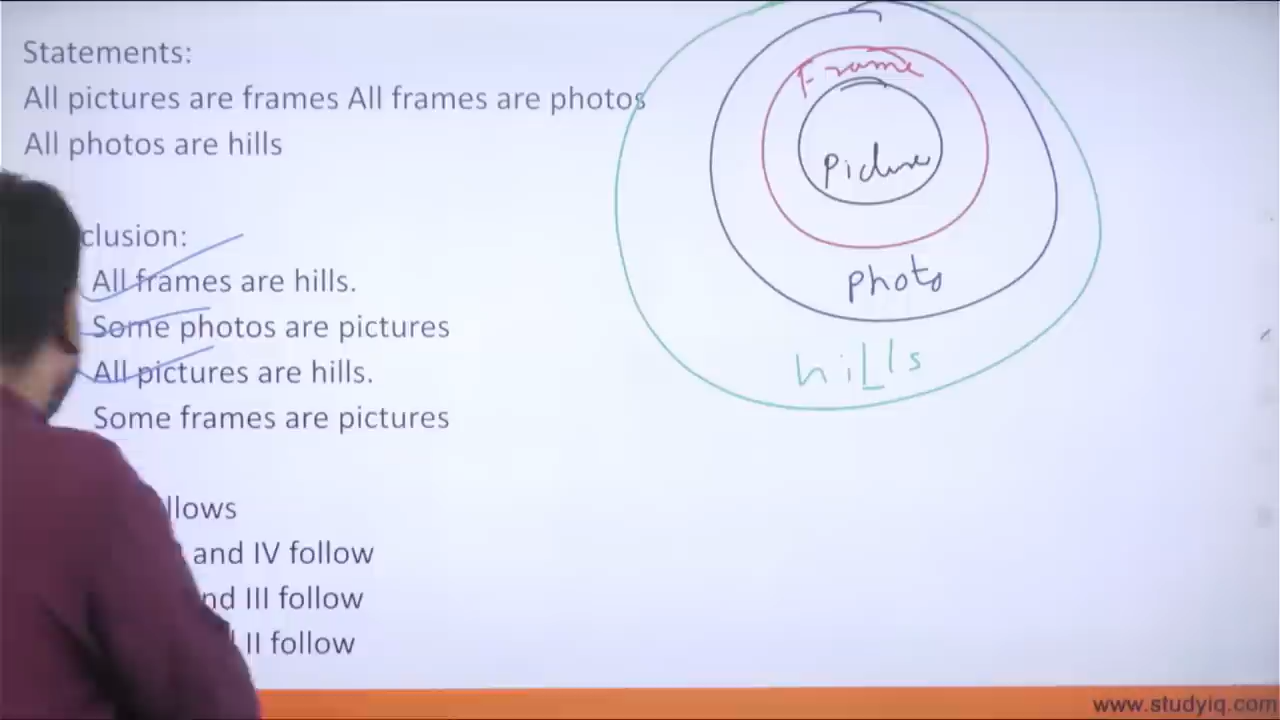 Statements:
All pictures are frames All frames are photos
All photos are hills
clusion:
All frames are hills.
Some photos are pictures
All pictures are hills.
Some frames are pictures
llows
and IV follow
nd III follow
II follow
Frame
Picture
Photo
hills
www.studyiq.com